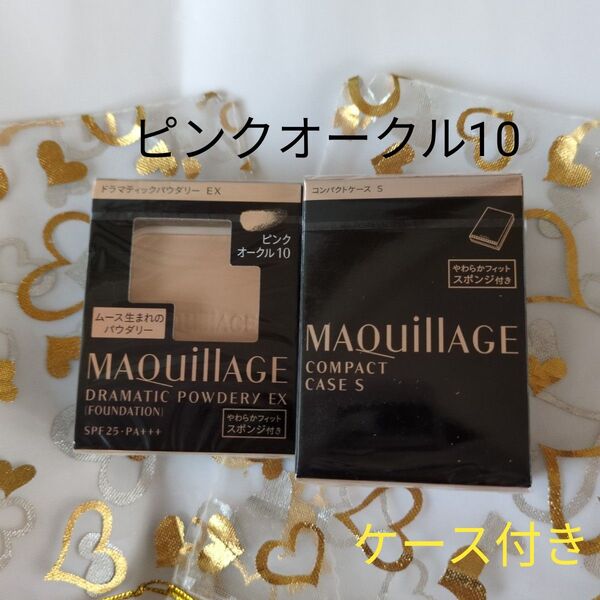 ピンクオークル10
ドラマティックパウダリー EX
ピンク
オークル10
ムース生まれの
パウダリー
MAQuillAGE
DRAMATIC POWDERY EX
[FOUNDATION]
SPF25・PA+++
やわらかフィット
スポンジ付き
コンパクトケース S
やわらかフィット
スポンジ付き
MAQuillAGE
COMPACT
CASE S
ケース付き